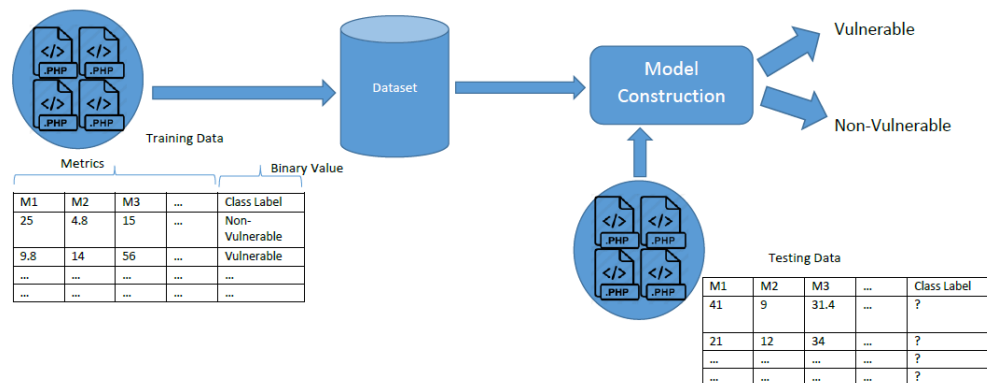 </>
</>
.PHP
.PHP
</>
</>
.PHP
.PHP
Dataset
Model
Construction
Vulnerable
Non-Vulnerable
Training Data
Metrics
Binary Value
M1 M2 M3 ... Class Label
25 4.8 15 ... Non-
Vulnerable
9.8 14 56 ... Vulnerable
... ... ... ... ...
... ... ... ... ...
</>
</>
.PHP
.PHP
</>
</>
.PHP
.PHP
Testing Data
M1 M2 M3 ... Class Label
41 9 31.4 ... ?
21 12 34 ... ?
... ... ... ... ?
... ... ... ... ?